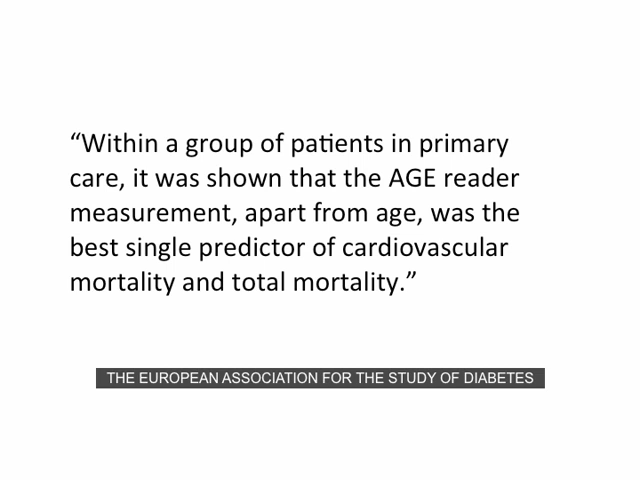 “Within a group of patients in primary
care, it was shown that the AGE reader
measurement, apart from age, was the
best single predictor of cardiovascular
mortality and total mortality.”
THE EUROPEAN ASSOCIATION FOR THE STUDY OF DIABETES